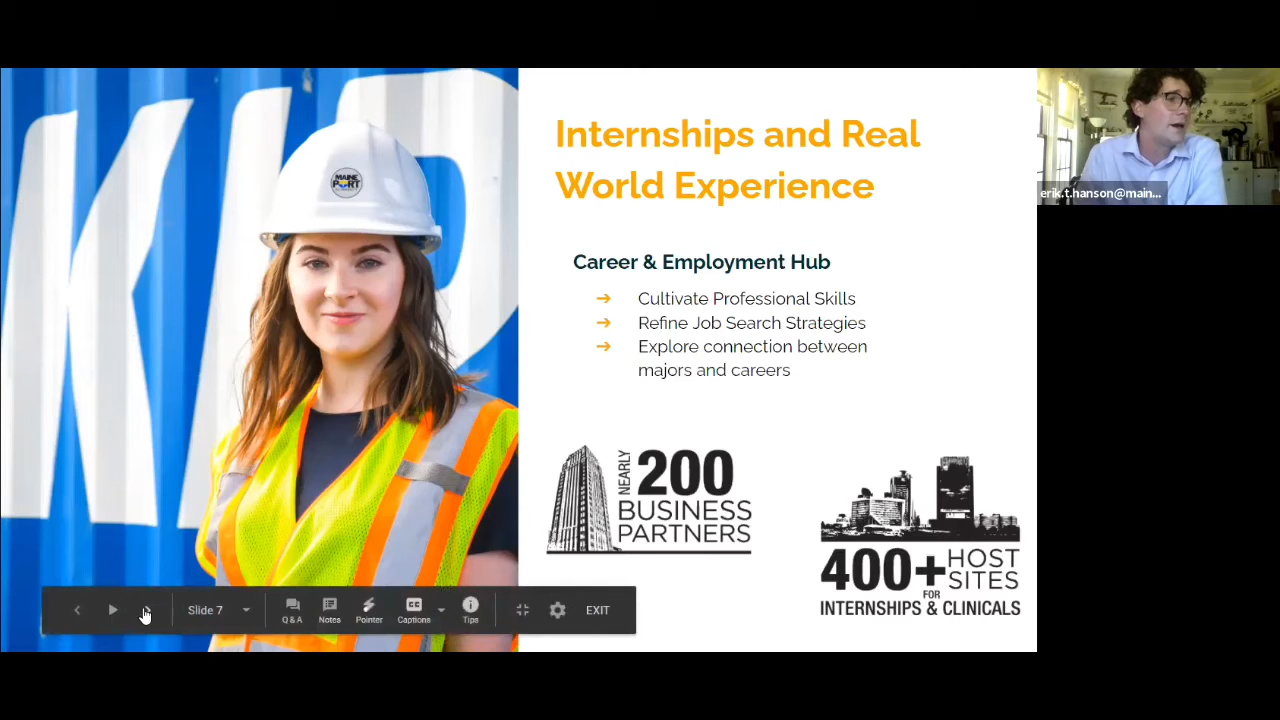 KIP
MAINE
PORT
Internships and Real
World Experience
Career & Employment Hub
➔ Cultivate Professional Skills
➔ Refine Job Search Strategies
➔ Explore connection between
majors and careers
NEARLY
200
BUSINESS
PARTNERS
400+ HOST
SITES
FOR
INTERNSHIPS & CLINICALS
erik.t.hanson@main...
Slide 7
Q & A
Notes
Pointer
Captions
Tips
EXIT